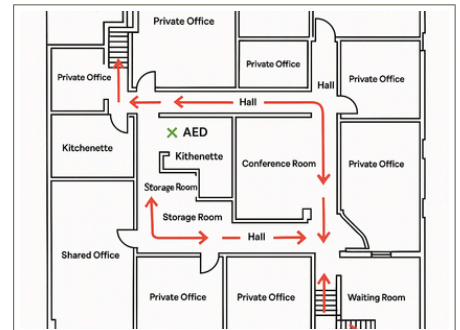 Private Office
Private Office
Private Office
Hall
Private Office
Hall
AED
Kitchenette
Kithenette
Conference Room
Private Office
Storage Room
Storage Room
Hall
Shared Office
Private Office
Private Office
Waiting Room